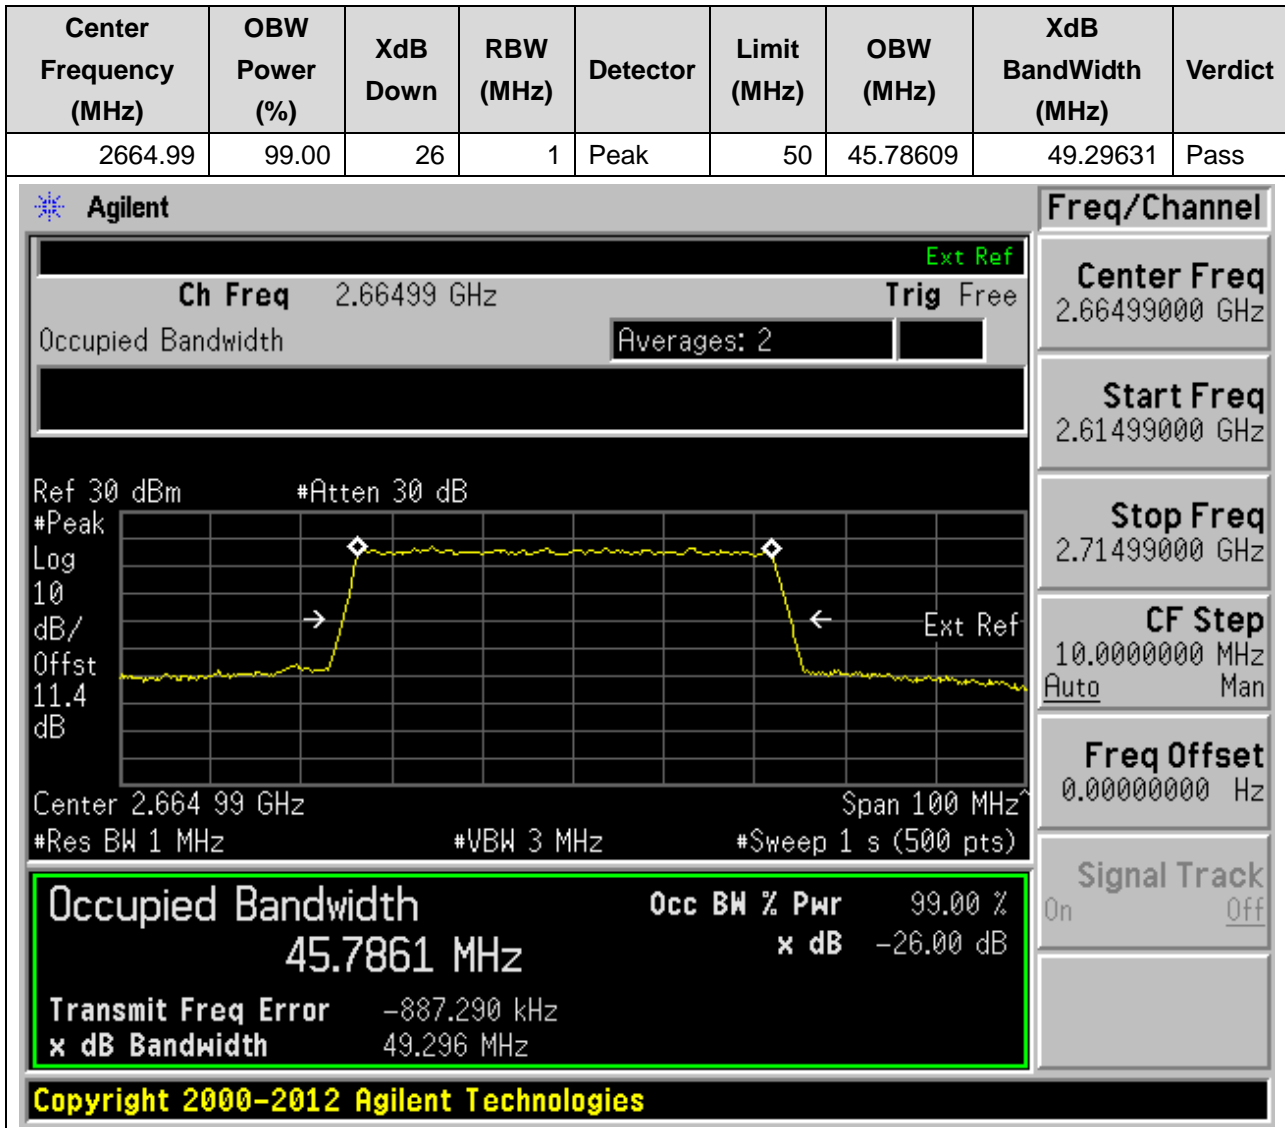 Center Frequency (MHz) OBW Power (%) XdB Down RBW (MHz) Detector Limit (MHz) OBW (MHz) XdB BandWidth (MHz) Verdict
2664.99 99.00 26 1 Peak 50 45.78609 49.29631 Pass
Agilent
Freq/Channel
Ext Ref
Ch Freq 2.66499 GHz Trig Free
Occupied Bandwidth Averages: 2
Center Freq
2.66499000 GHz
Start Freq
2.61499000 GHz
Stop Freq
2.71499000 GHz
CF Step
10.0000000 MHz
Auto Man
Freq Offset
0.00000000 Hz
Signal Track
On Off
Ref 30 dBm #Atten 30 dB
#Peak
Log
10
dB/
Offst
11.4
dB
Ext Ref
Center 2.664 99 GHz Span 100 MHz^
#Res BW 1 MHz #VBW 3 MHz #Sweep 1 s (500 pts)
Occupied Bandwidth
45.7861 MHz
Occ BW % Pwr 99.00 %
x dB -26.00 dB
Transmit Freq Error -887.290 kHz
x dB Bandwidth 49.296 MHz
Copyright 2000-2012 Agilent Technologies